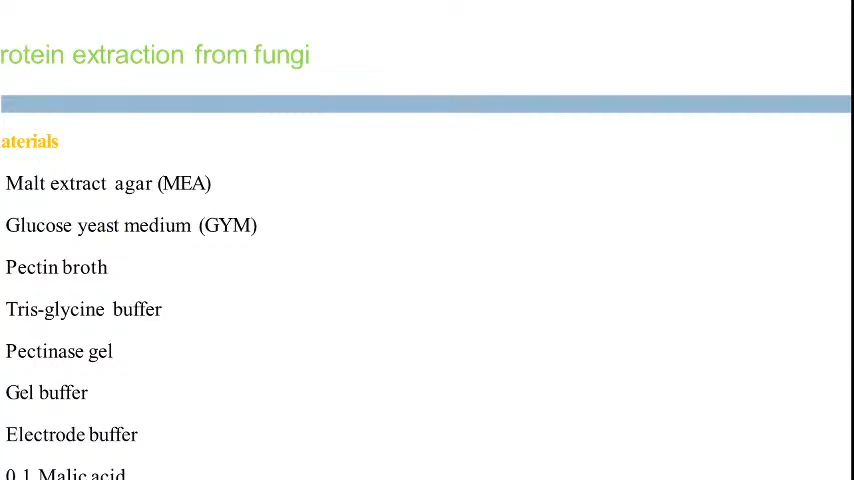 rotein extraction from fungi
aterials
Malt extract agar (MEA)
Glucose yeast medium (GYM)
Pectin broth
Tris-glycine buffer
Pectinase gel
Gel buffer
Electrode buffer
0.1 Malic acid